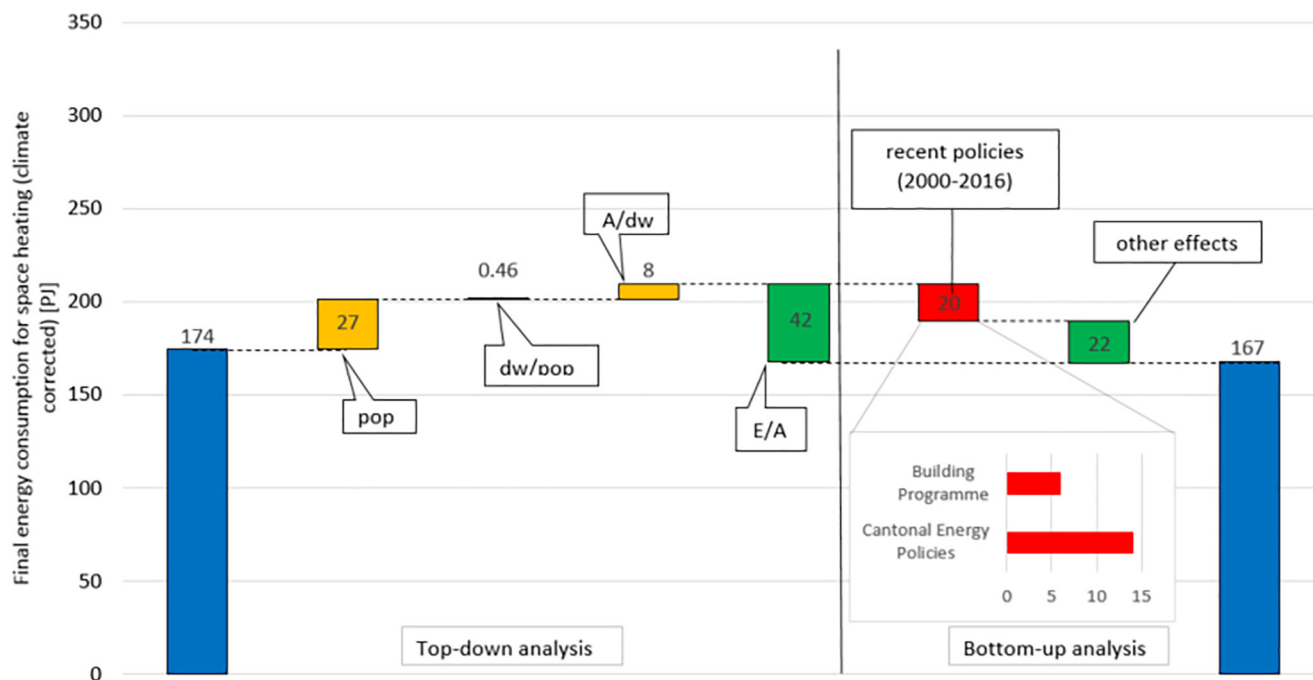 Final energy consumption for space heating (climate
corrected) [PJ]
350
300
250
200
150
100
50
0
174
27
pop
0.46
dw/pop
A/dw
8
42
E/A
recent policies
(2000-2016)
20
other effects
22
167
Building
Programme
Cantonal Energy
Policies
0 5 10 15
Top-down analysis
Bottom-up analysis